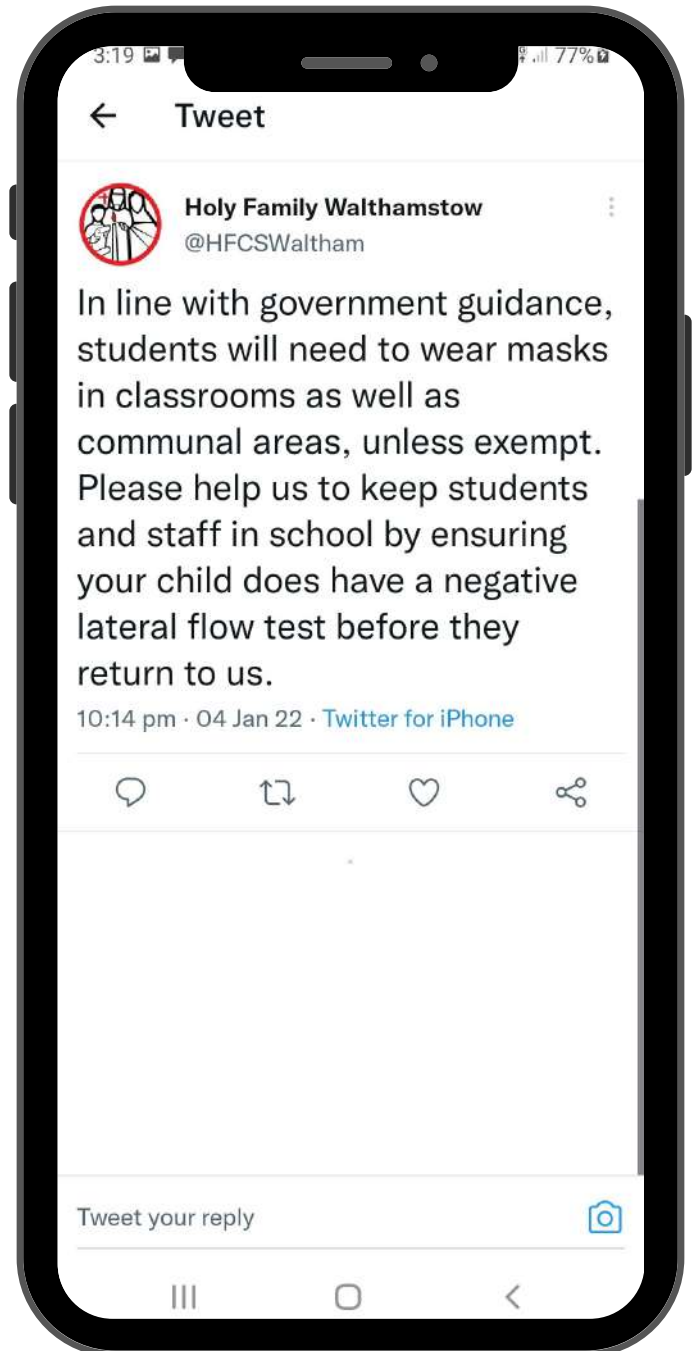 3:19 77%
Tweet
Holy Family Walthamstow
@HFCSWaltham
In line with government guidance,
students will need to wear masks
in classrooms as well as
communal areas, unless exempt.
Please help us to keep students
and staff in school by ensuring
your child does have a negative
lateral flow test before they
return to us.
10:14 pm · 04 Jan 22 · Twitter for iPhone
Tweet your reply